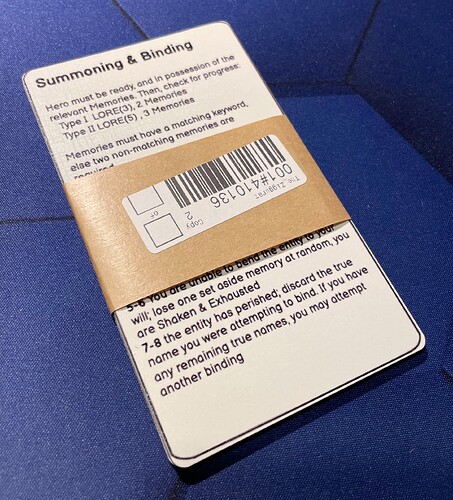 Summoning & Binding
Hero must be ready, and in possession of the
relevant Memories. Then, check for progress:
Type I LORE(3), 2 Memories
Type II LORE(5) , 3 Memories
Memories must have a matching keyword,
else two non-matching memories are
required
The Ziggurat
001#410136
Copy
2
OF
5-6 You are unable to bend the entity to your
will; lose one set aside memory at random, you
are Shaken & Exhausted
7-8 the entity has perished; discard the true
name you were attempting to bind. If you have
any remaining true names, you may attempt
another binding